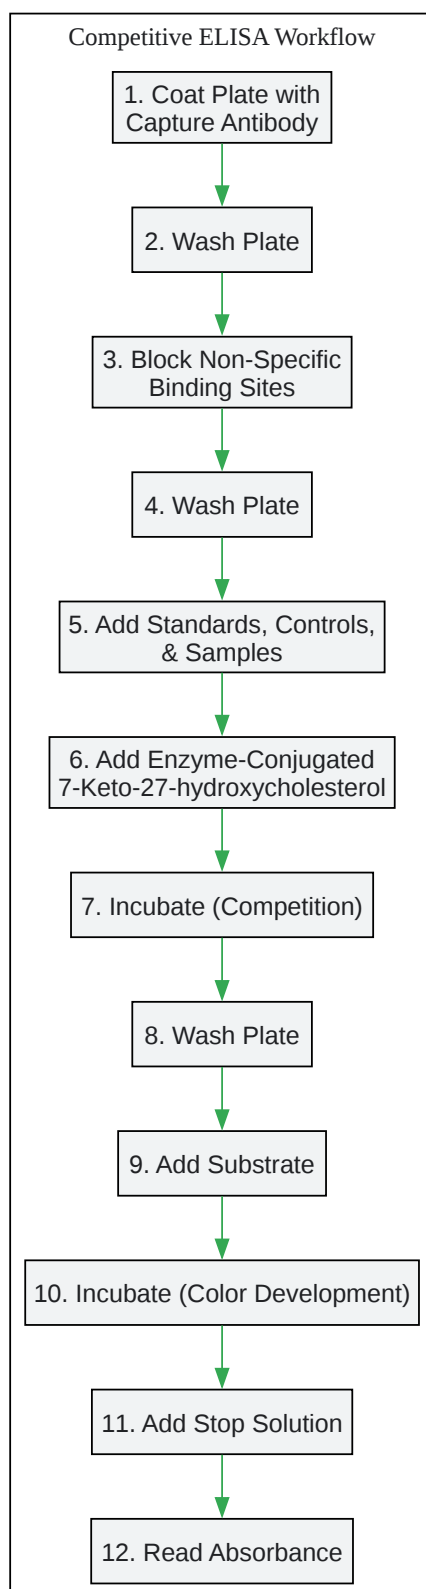 Competitive ELISA Workflow
1. Coat Plate with
Capture Antibody
2. Wash Plate
3. Block Non-Specific
Binding Sites
4. Wash Plate
5. Add Standards, Controls,
& Samples
6. Add Enzyme-Conjugated
7-Keto-27-hydroxycholesterol
7. Incubate (Competition)
8. Wash Plate
9. Add Substrate
10. Incubate (Color Development)
11. Add Stop Solution
12. Read Absorbance